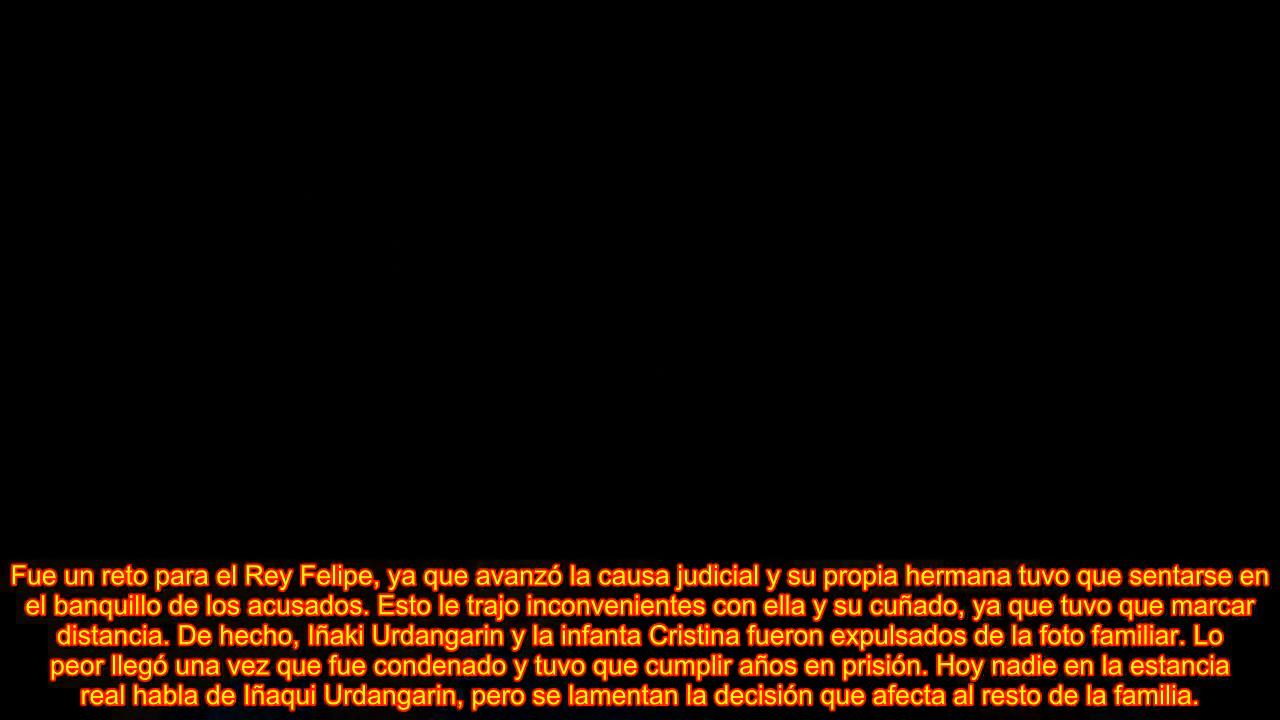 Fue un reto para el Rey Felipe, ya que avanzó la causa judicial y su propia hermana tuvo que sentarse en
el banquillo de los acusados. Esto le trajo inconvenientes con ella y su cuñado, ya que tuvo que marcar
distancia. De hecho, Iñaki Urdangarin y la infanta Cristina fueron expulsados de la foto familiar. Lo
peor llegó una vez que fue condenado y tuvo que cumplir años en prisión. Hoy nadie en la estancia
real habla de Iñaqui Urdangarin, pero se lamentan la decisión que afecta al resto de la familia.